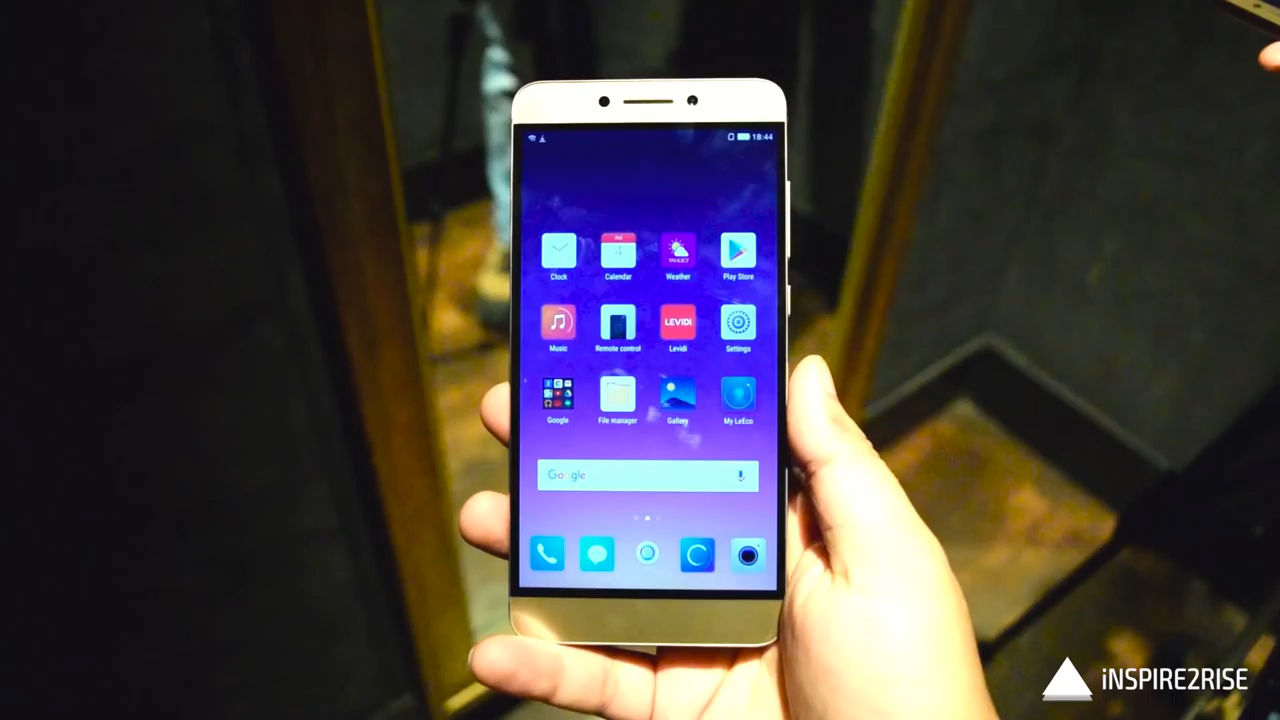 18:44
YAHOO!
Clock
Calendar
Weather
Play Store
LEVIDI
Music
Remote control
Levidi
Settings
Google
File manager
Gallery
My LeEco
Google
iNSPIRE2RISE